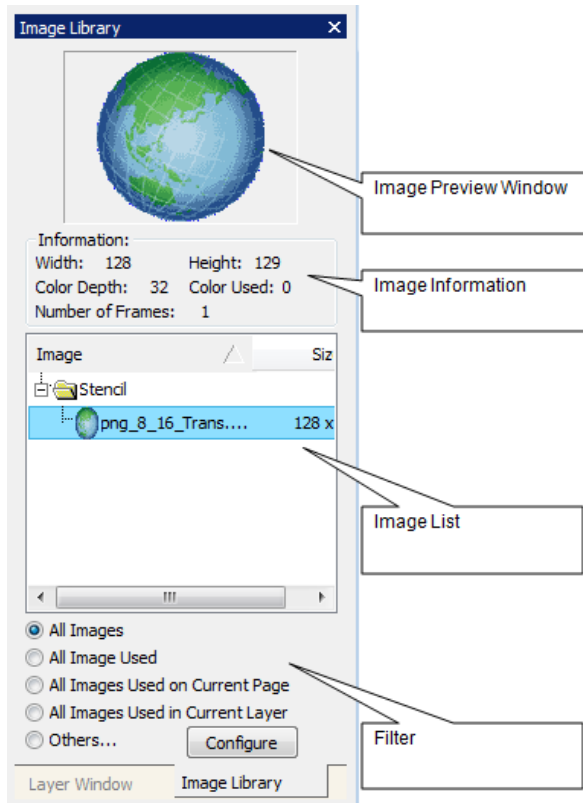 Image Library
Image Preview Window
Information:
Width: 128 Height: 129
Color Depth: 32 Color Used: 0
Number of Frames: 1
Image Information
Image Siz
Stencil
png_8_16_Trans.... 128 x
Image List
All Images
All Image Used
All Images Used on Current Page
All Images Used in Current Layer
Others... Configure
Filter
Layer Window Image Library